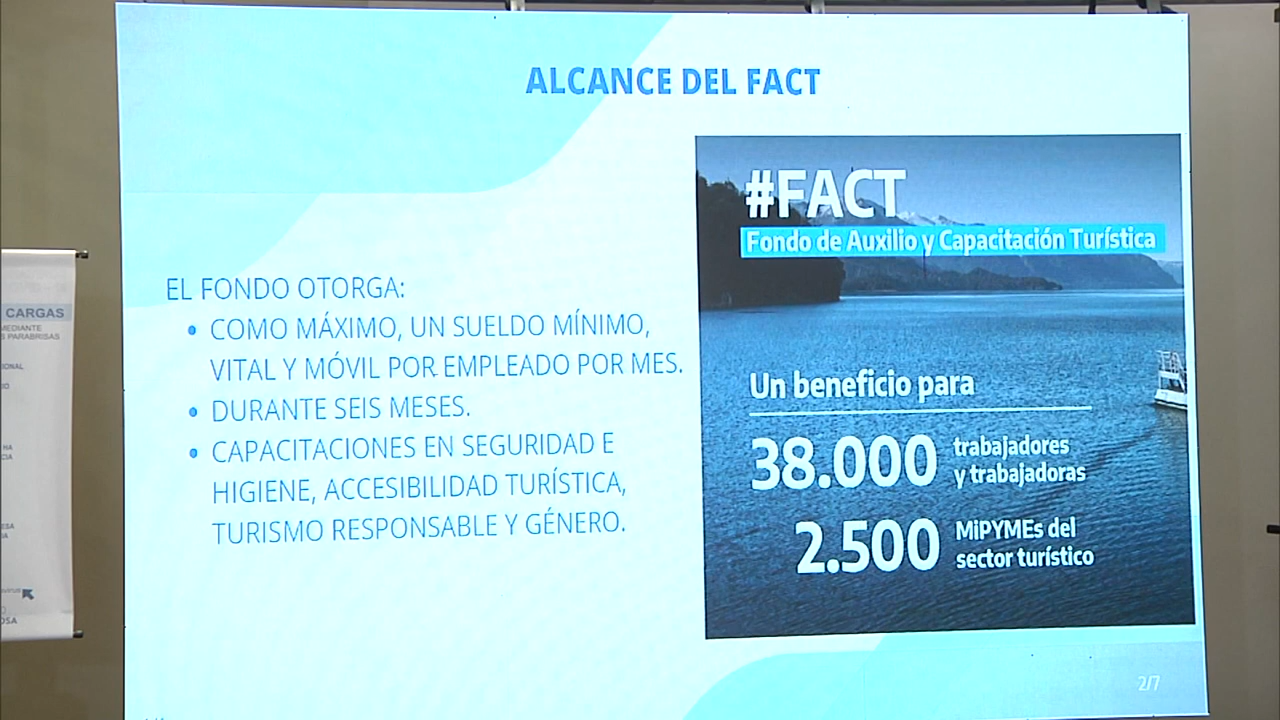 ALCANCE DEL FACT
EL FONDO OTORGA:
• COMO MÁXIMO, UN SUELDO MÍNIMO,
VITAL Y MÓVIL POR EMPLEADO POR MES.
• DURANTE SEIS MESES.
• CAPACITACIONES EN SEGURIDAD E
HIGIENE, ACCESIBILIDAD TURÍSTICA,
TURISMO RESPONSABLE Y GÉNERO.
#FACT
Fondo de Auxilio y Capacitación Turística
Un beneficio para
38.000 trabajadores
y trabajadoras
2.500 MiPYMEs del
sector turístico
2/7
CARGAS
MEDIANTE
PARABRISAS